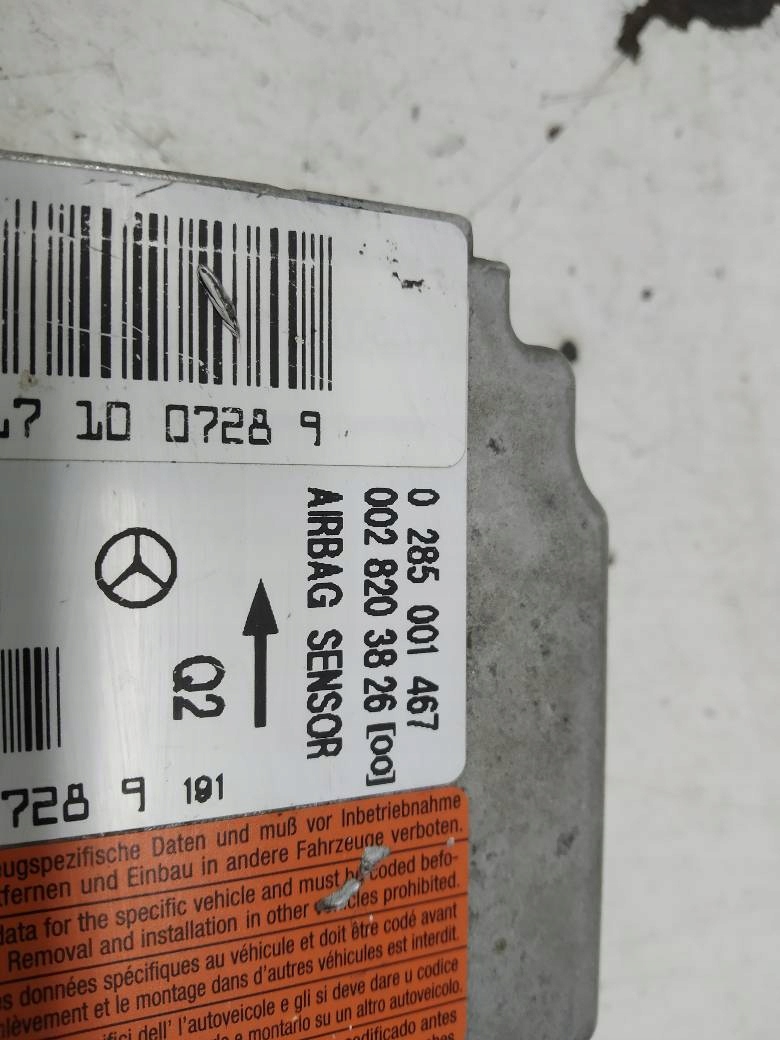 7 10 0728 9
0 285 001 467
002 820 38 26 [00]
AIRBAG SENSOR
Q2
728 9 191
Daten und muß vor Inbetriebnahme
und Einbau in andere Fahrzeuge verboten.
data for the specific vehicle and must be coded befo-
Removal and installation in other vehicles prohibited.
données spécifiques au véhicule et doit être codé avant
et le montage dans d'autres véhicules est interdit.
dell' l'autoveicole e gli si deve dare u codice
e montarlo su un altro autoveicolo.
antes